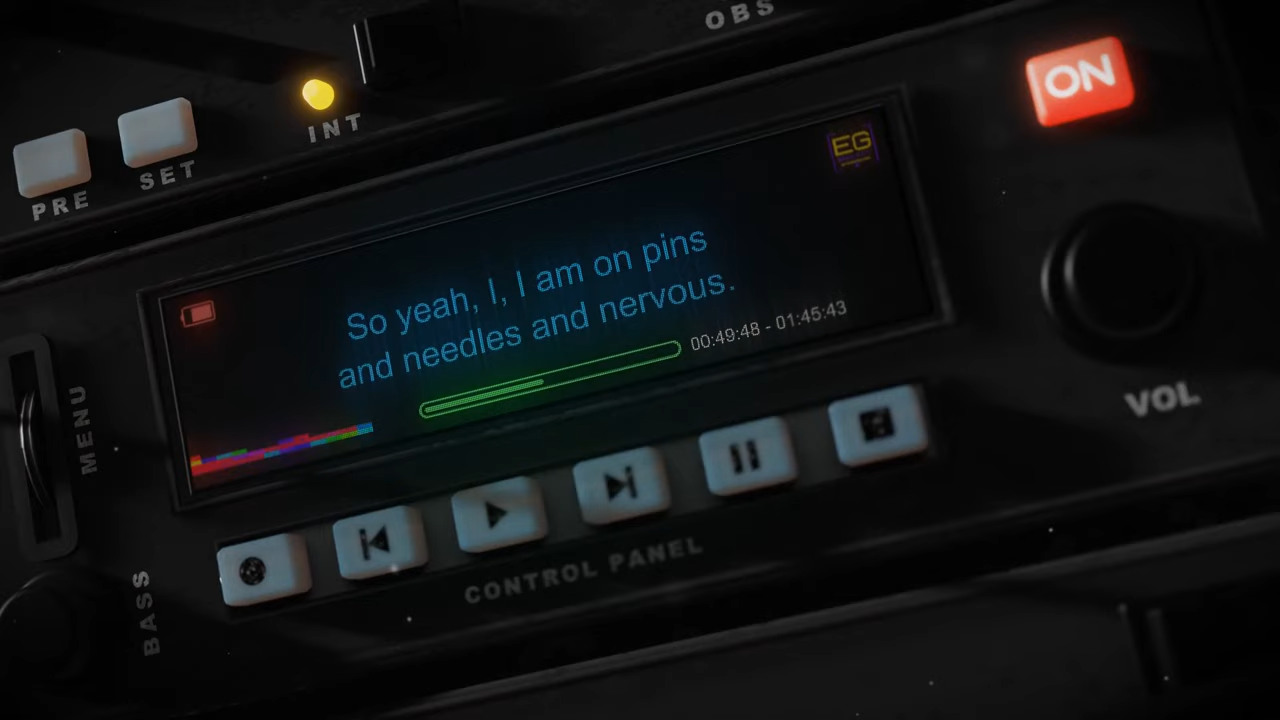 OBS
ON
INT
SET
PRE
EG
So yeah, I, I am on pins
and needles and nervous.
00:49:48 - 01:45:43
VOL
MENU
CONTROL PANEL
BASS